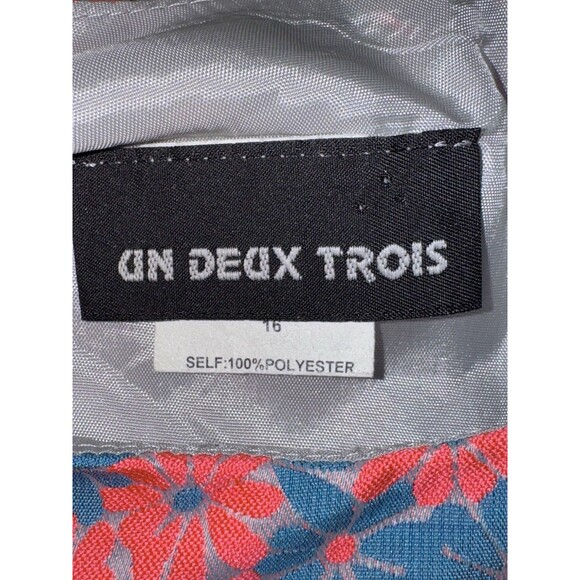 UN DEUX TROIS
16
SELF:100%POLYESTER